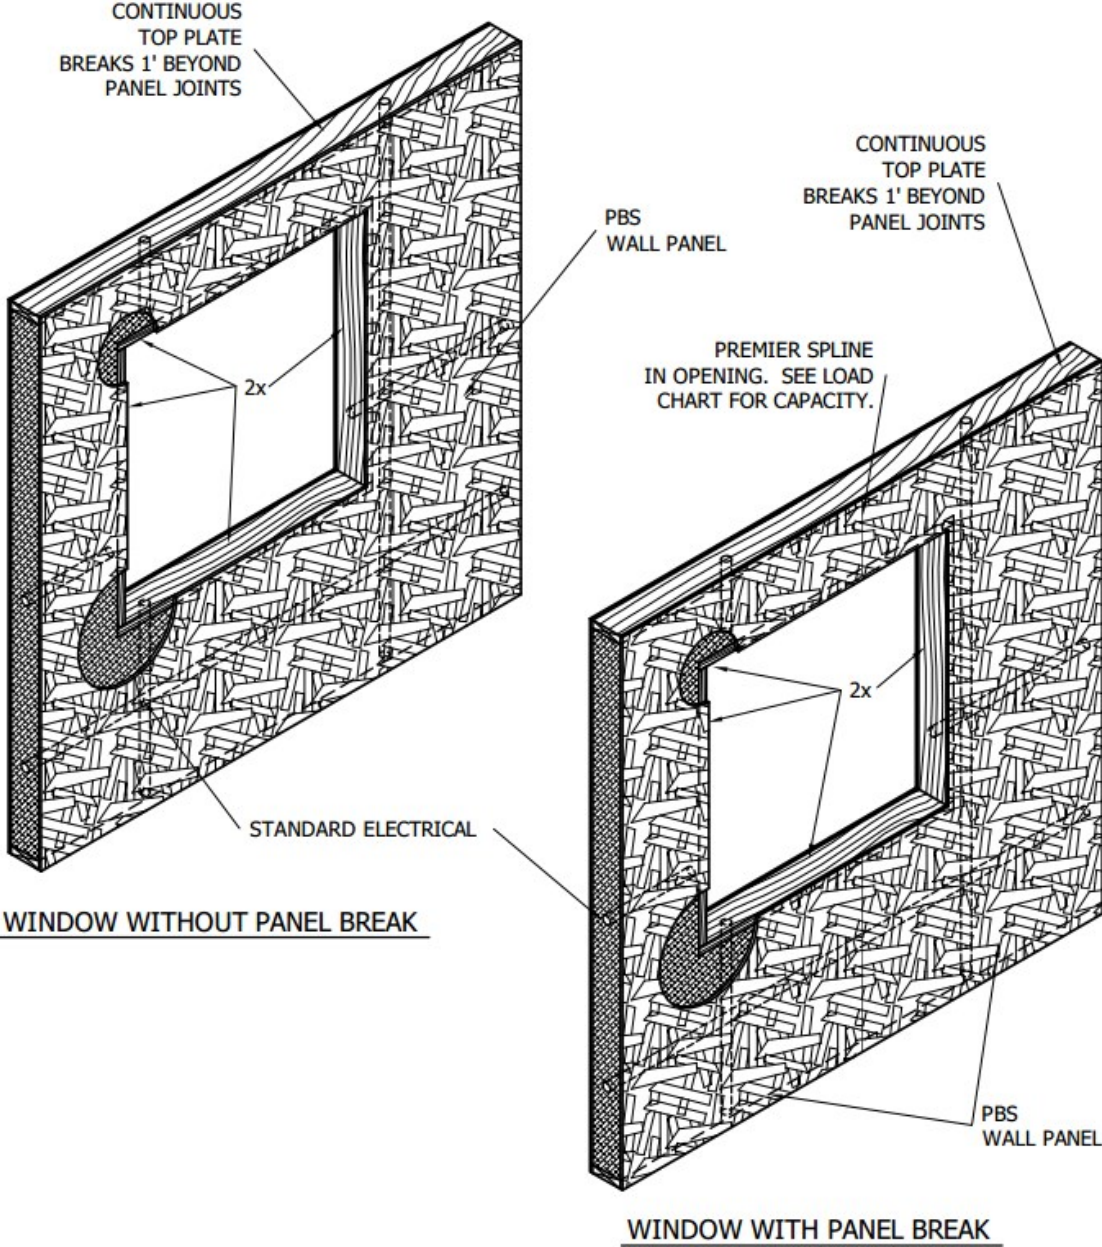 CONTINUOUS
TOP PLATE
BREAKS 1' BEYOND
PANEL JOINTS
PBS
WALL PANEL
2x
STANDARD ELECTRICAL
WINDOW WITHOUT PANEL BREAK
CONTINUOUS
TOP PLATE
BREAKS 1' BEYOND
PANEL JOINTS
PREMIER SPLINE
IN OPENING. SEE LOAD
CHART FOR CAPACITY.
2x
PBS
WALL PANEL
WINDOW WITH PANEL BREAK